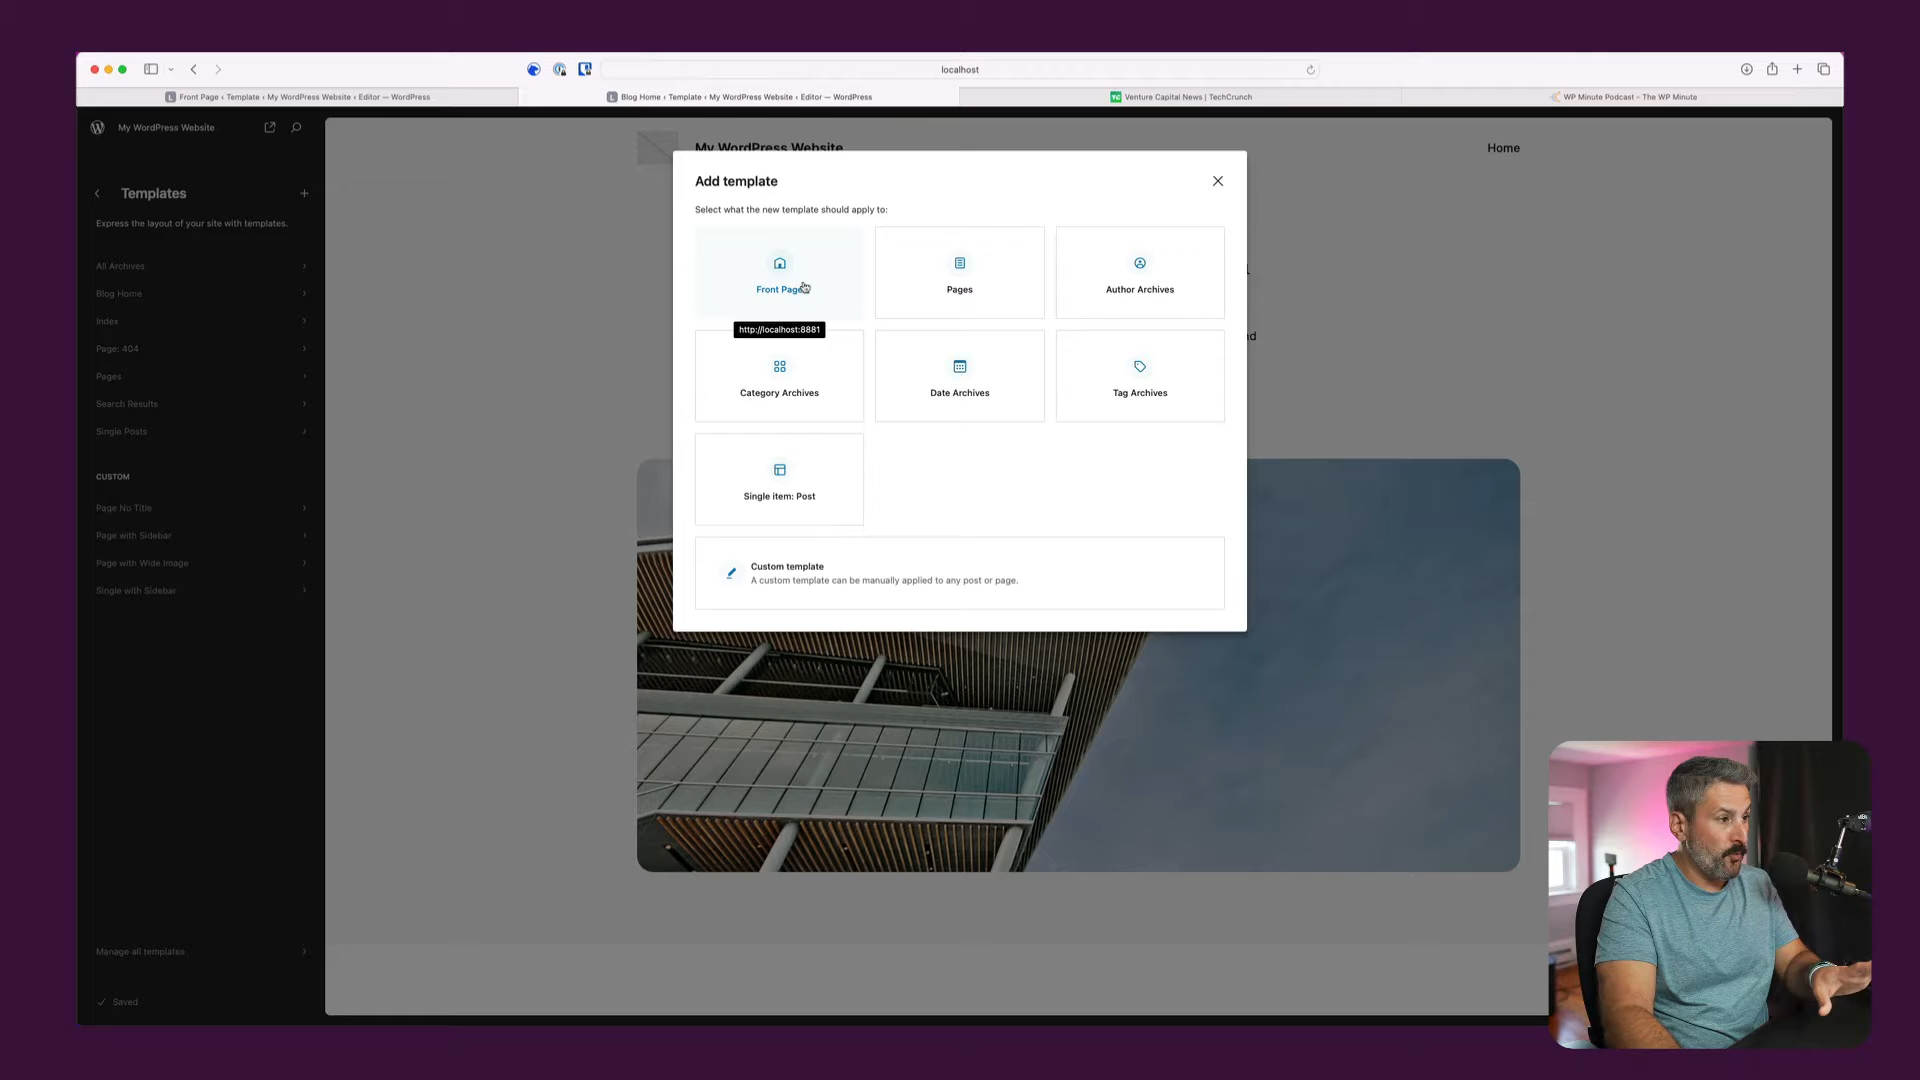 localhost
Front Page ‹ Template ‹ My WordPress Website ‹ Editor — WordPress
Blog Home ‹ Template ‹ My WordPress Website ‹ Editor — WordPress
Venture Capital News | TechCrunch
WP Minute Podcast - The WP Minute
My WordPress Website
Templates
Express the layout of your site with templates.
All Archives
Blog Home
Index
Page: 404
Pages
Search Results
Single Posts
CUSTOM
Page No Title
Page with Sidebar
Page with Wide Image
Single with Sidebar
Manage all templates
Saved
My WordPress Website
Home
Add template
Select what the new template should apply to:
Front Page
Pages
Author Archives
http://localhost:8881
Category Archives
Date Archives
Tag Archives
Single item: Post
Custom template
A custom template can be manually applied to any post or page.